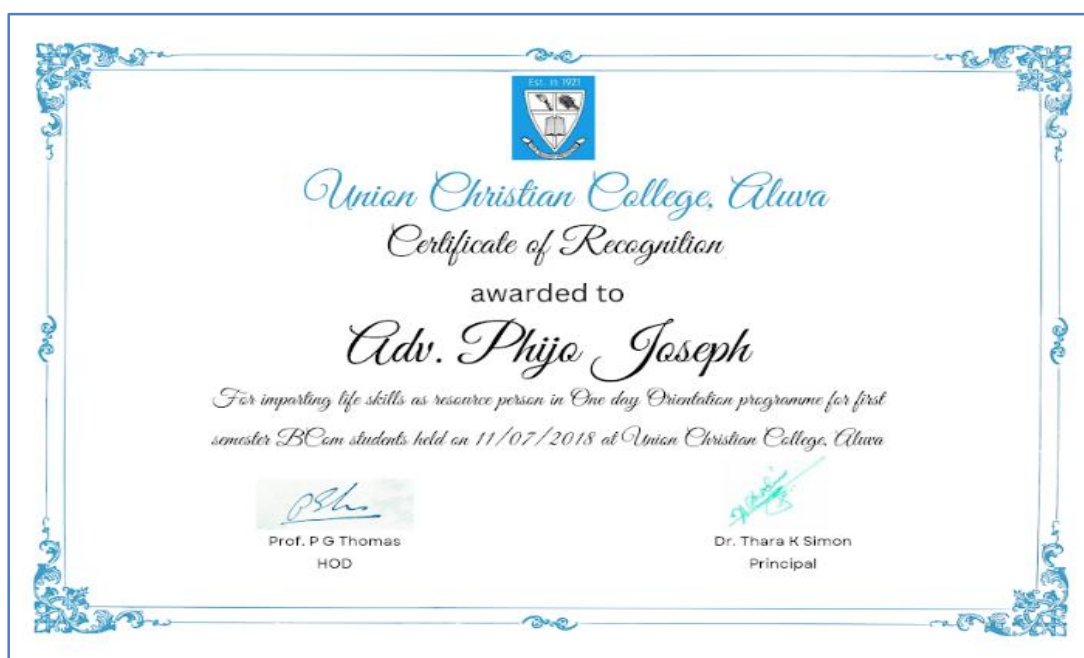 Est. in 1921
Union Christian College, Aluva
Certificate of Recognition
awarded to
Adv. Phijo Joseph
For imparting life skills as resource person in One day Orientation programme for first
semester BCom students held on 11/07/2018 at Union Christian College, Aluva
Prof. P G Thomas
HOD
Dr. Thara K Simon
Principal